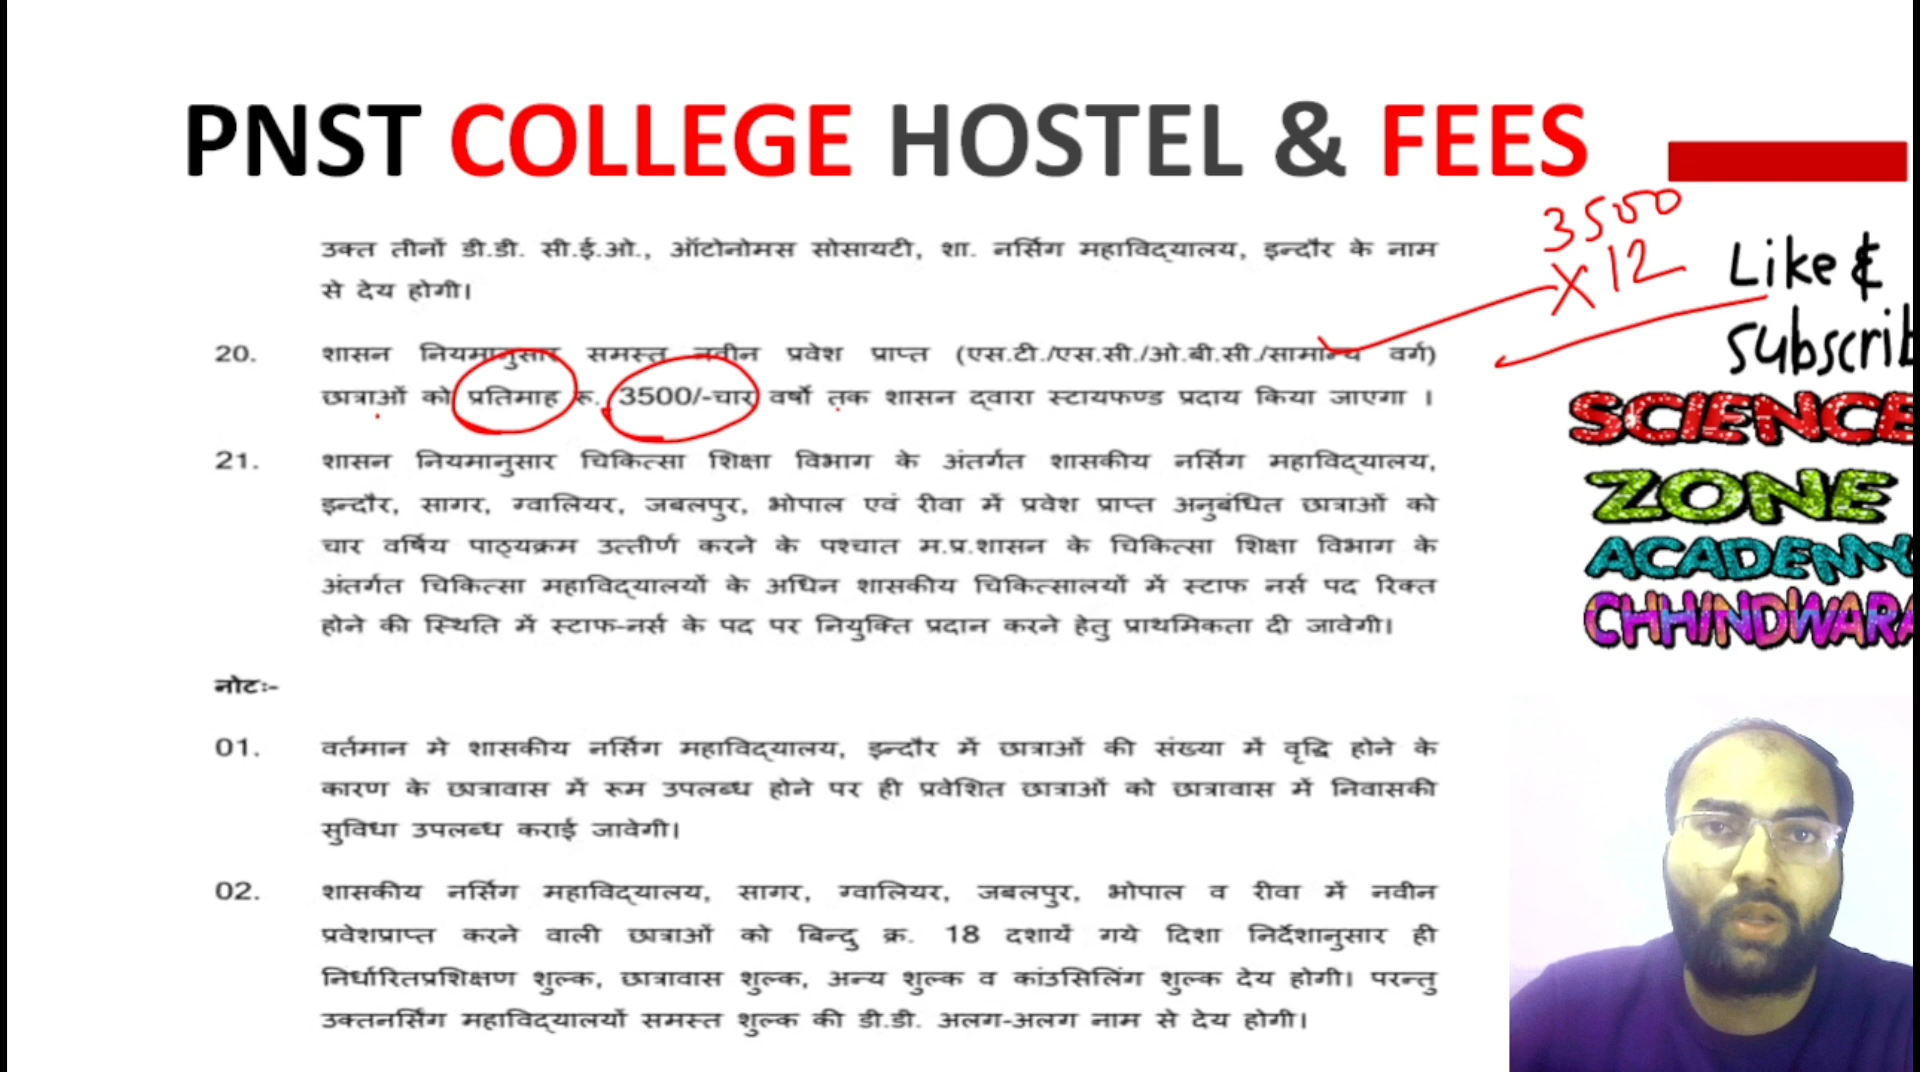 PNST COLLEGE HOSTEL & FEES
3500
X12
Like &
Subscrib
SCIENCE
ZONE
ACADEMY
CHHINDWARA
उक्त तीनों डी.डी. सी.ई.ओ., ऑटोनोमस सोसायटी, शा. नर्सिंग महाविद्यालय, इन्दौर के नाम
से देय होगी।
20. शासन नियमानुसार समस्त नवीन प्रवेश प्राप्त (एस.टी./एस.सी./ओ.बी.सी./सामान्य वर्ग)
छात्राओं को प्रतिमाह रू. 3500/-चार वर्षो तक शासन द्वारा स्टायफण्ड प्रदाय किया जाएगा ।
21. शासन नियमानुसार चिकित्सा शिक्षा विभाग के अंतर्गत शासकीय नर्सिंग महाविद्यालय,
इन्दौर, सागर, ग्वालियर, जबलपुर, भोपाल एवं रीवा में प्रवेश प्राप्त अनुबंधित छात्राओं को
चार वर्षिय पाठ्यक्रम उत्तीर्ण करने के पश्चात म.प्र.शासन के चिकित्सा शिक्षा विभाग के
अंतर्गत चिकित्सा महाविद्यालयों के अधिन शासकीय चिकित्सालयों में स्टाफ नर्स पद रिक्त
होने की स्थिति में स्टाफ-नर्स के पद पर नियुक्ति प्रदान करने हेतु प्राथमिकता दी जावेगी।
नोटः-
01. वर्तमान मे शासकीय नर्सिंग महाविद्यालय, इन्दौर में छात्राओं की संख्या में वृद्धि होने के
कारण के छात्रावास में रूम उपलब्ध होने पर ही प्रवेशित छात्राओं को छात्रावास में निवासकी
सुविधा उपलब्ध कराई जावेगी।
02. शासकीय नर्सिंग महाविद्यालय, सागर, ग्वालियर, जबलपुर, भोपाल व रीवा में नवीन
प्रवेशप्राप्त करने वाली छात्राओं को बिन्दु क्र. 18 दशायें गये दिशा निर्देशानुसार ही
निर्धारितप्रशिक्षण शुल्क, छात्रावास शुल्क, अन्य शुल्क व कांउसिलिंग शुल्क देय होगी। परन्तु
उक्तनर्सिंग महाविद्यालयों समस्त शुल्क की डी.डी. अलग-अलग नाम से देय होगी।